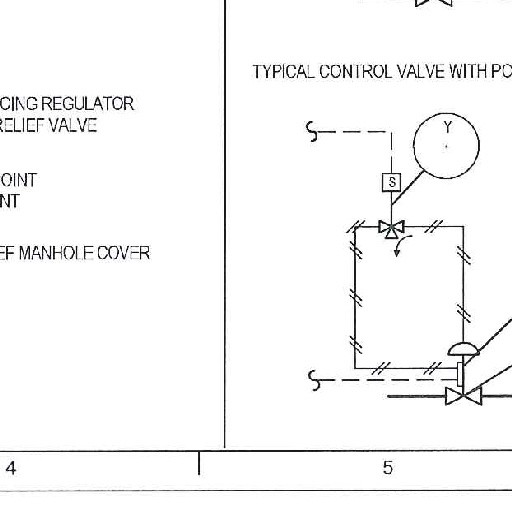 TYPICAL CONTROL VALVE WITH PO
CING REGULATOR
RELIEF VALVE
OINT
NT
EF MANHOLE COVER
Y
S
4
5